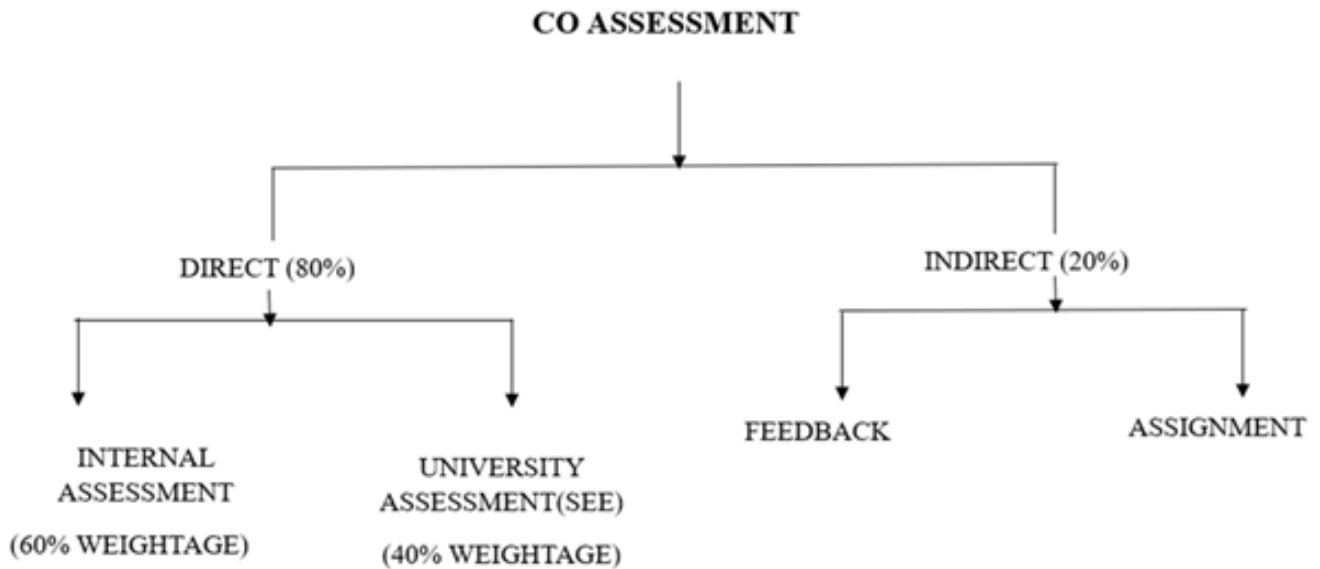 CO ASSESSMENT
DIRECT (80%)
INDIRECT (20%)
INTERNAL
ASSESSMENT
(60% WEIGHTAGE)
UNIVERSITY
ASSESSMENT(SEE)
(40% WEIGHTAGE)
FEEDBACK
ASSIGNMENT